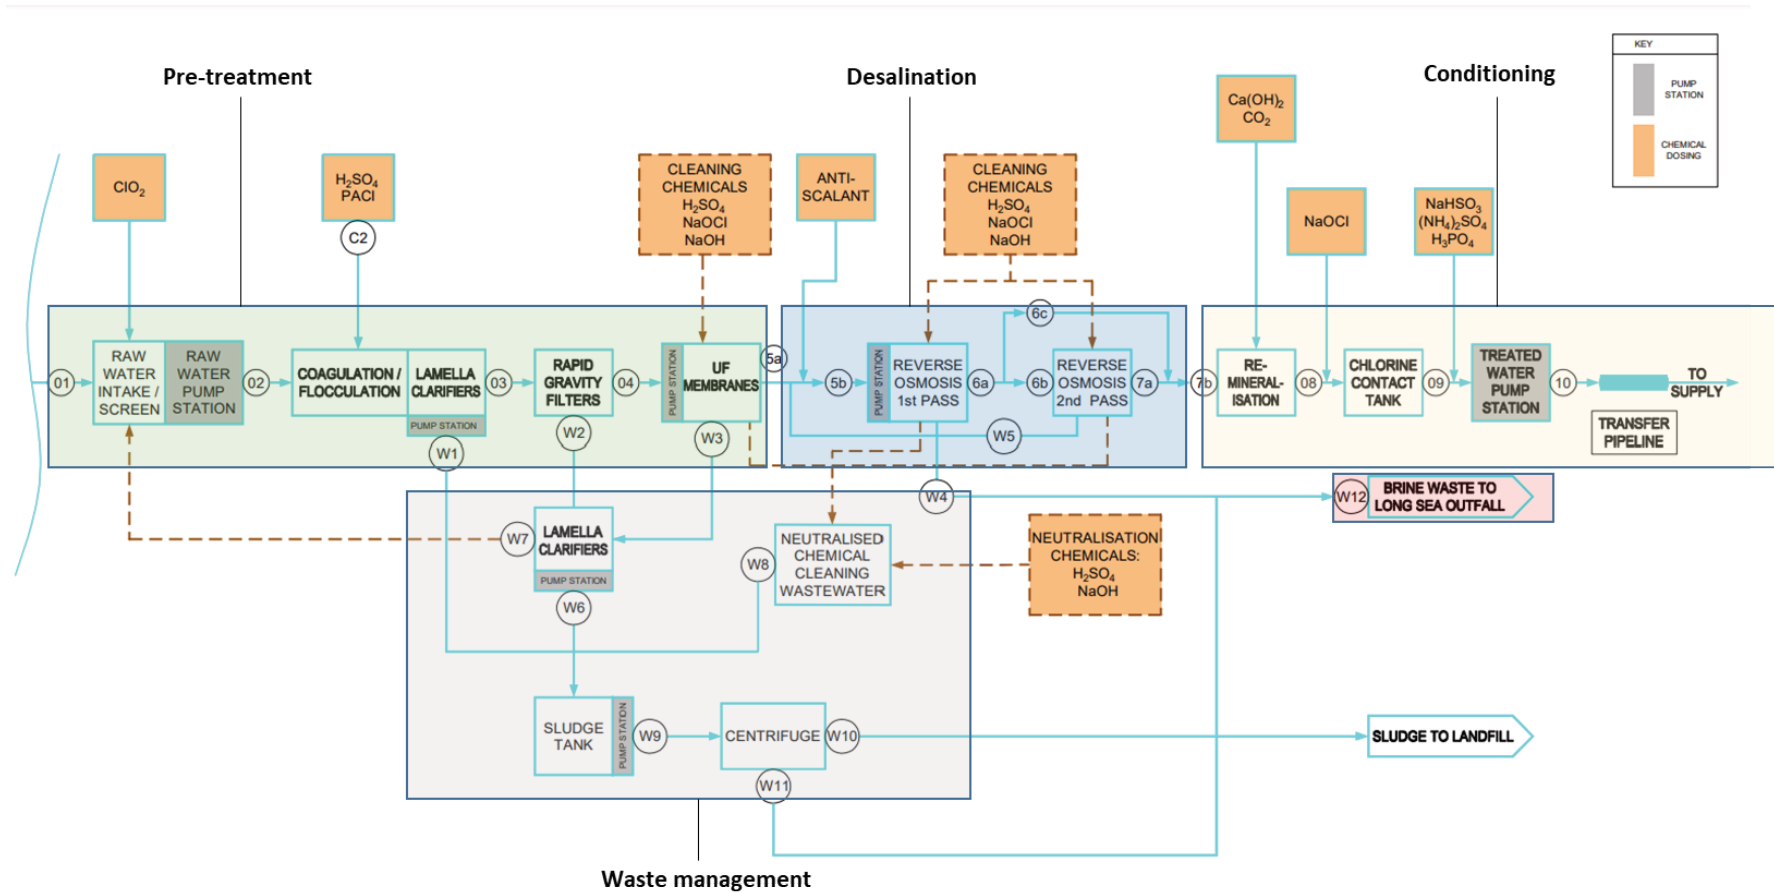 Pre-treatment
Desalination
Conditioning
KEY
PUMP
STATION
CHEMICAL
DOSING
ClO2
H2SO4
PACl
C2
CLEANING
CHEMICALS
H2SO4
NaOCl
NaOH
ANTI-
SCALANT
CLEANING
CHEMICALS
H2SO4
NaOCl
NaOH
Ca(OH)2
CO2
NaOCl
NaHSO3
(NH4)2SO4
H3PO4
01
RAW
WATER
INTAKE /
SCREEN
RAW
WATER
PUMP
STATION
02
COAGULATION /
FLOCCULATION
LAMELLA
CLARIFIERS
PUMP STATION
03
RAPID
GRAVITY
FILTERS
04
PUMP STATION
UF
MEMBRANES
5a
5b
PUMP STATION
REVERSE
OSMOSIS
1st PASS
6a
6b
6c
REVERSE
OSMOSIS
2nd PASS
7a
7b
RE-
MINERAL-
ISATION
08
CHLORINE
CONTACT
TANK
09
TREATED
WATER
PUMP
STATION
10
TO
SUPPLY
TRANSFER
PIPELINE
W1
W2
W3
W5
W4
W12
BRINE WASTE TO
LONG SEA OUTFALL
W7
LAMELLA
CLARIFIERS
PUMP STATION
W6
W8
NEUTRALISED
CHEMICAL
CLEANING
WASTEWATER
NEUTRALISATION
CHEMICALS:
H2SO4
NaOH
SLUDGE
TANK
PUMP STATION
W9
CENTRIFUGE
W10
W11
SLUDGE TO LANDFILL
Waste management